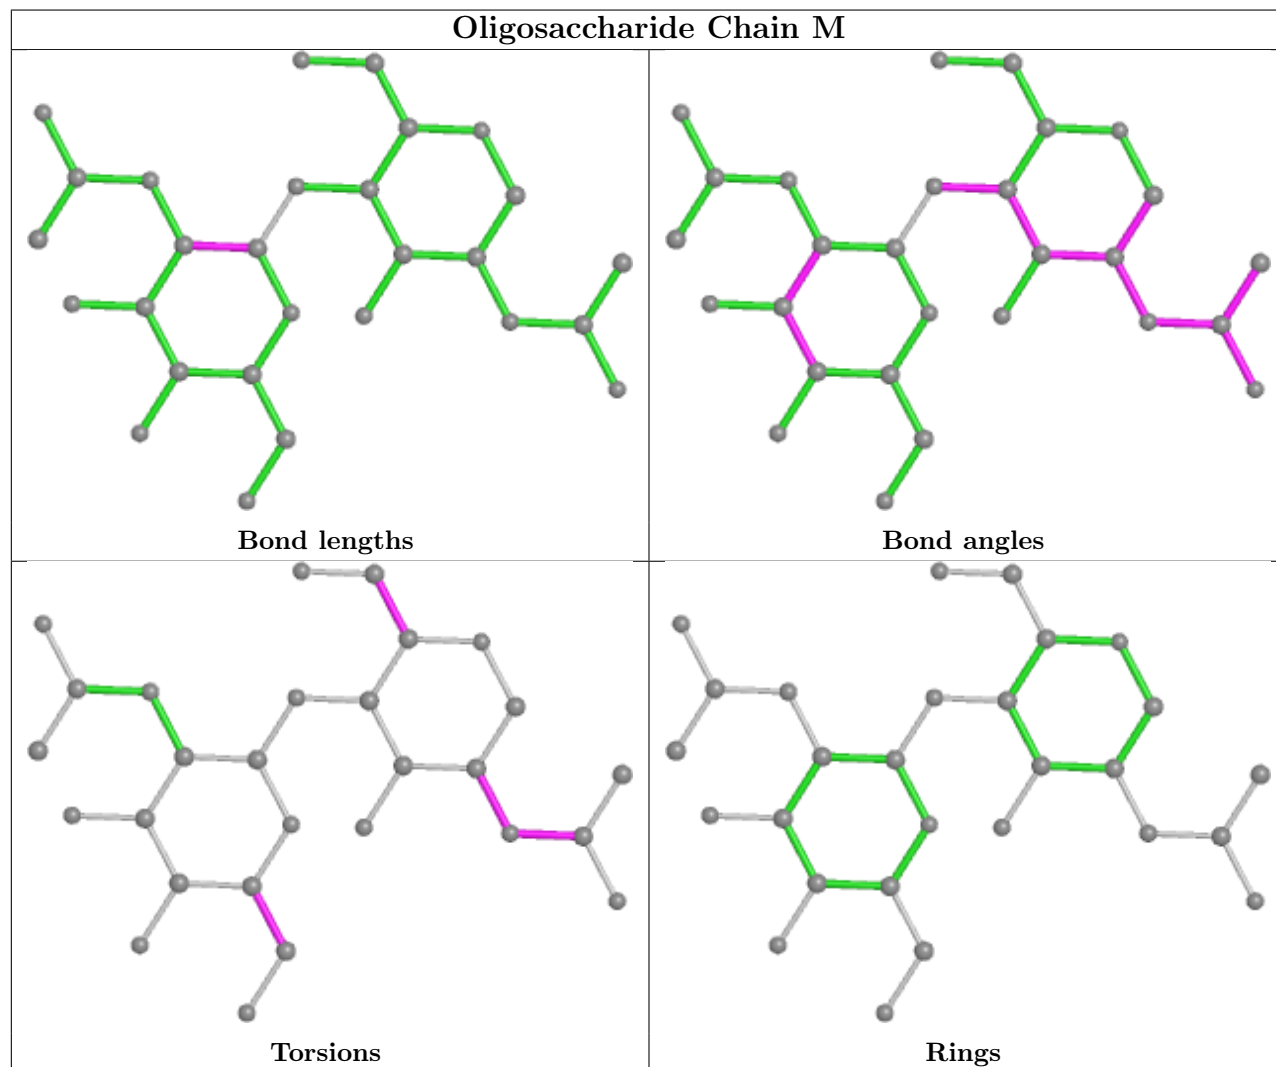 Oligosaccharide Chain M
Bond lengths
Bond angles
Torsions
Rings